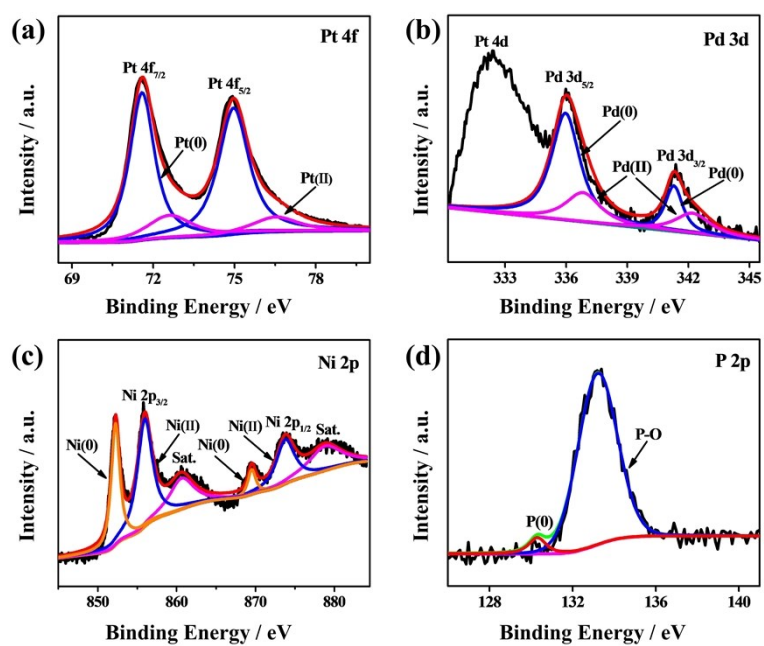 (a)
Pt 4f
Pt 4f7/2
Pt 4f5/2
Pt(0)
Pt(II)
Intensity / a.u.
69 72 75 78
Binding Energy / eV
(b)
Pd 3d
Pt 4d
Pd 3d5/2
Pd(0)
Pd(II)
Pd 3d3/2
Pd(0)
Intensity / a.u.
333 336 339 342 345
Binding Energy / eV
(c)
Ni 2p
Ni 2p3/2
Ni(0)
Ni(II)
Sat.
Ni(0)
Ni(II)
Ni 2p1/2
Sat.
Intensity / a.u.
850 860 870 880
Binding Energy / eV
(d)
P 2p
P-O
P(0)
Intensity / a.u.
128 132 136 140
Binding Energy / eV